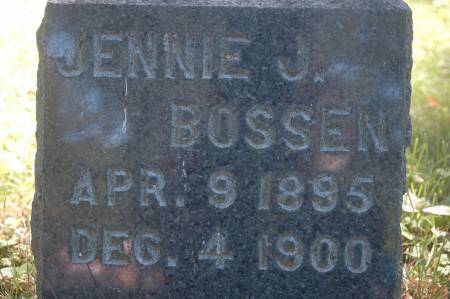 JENNIE J.
BOSSEN
APR. 9 1895
DEC. 4 1900